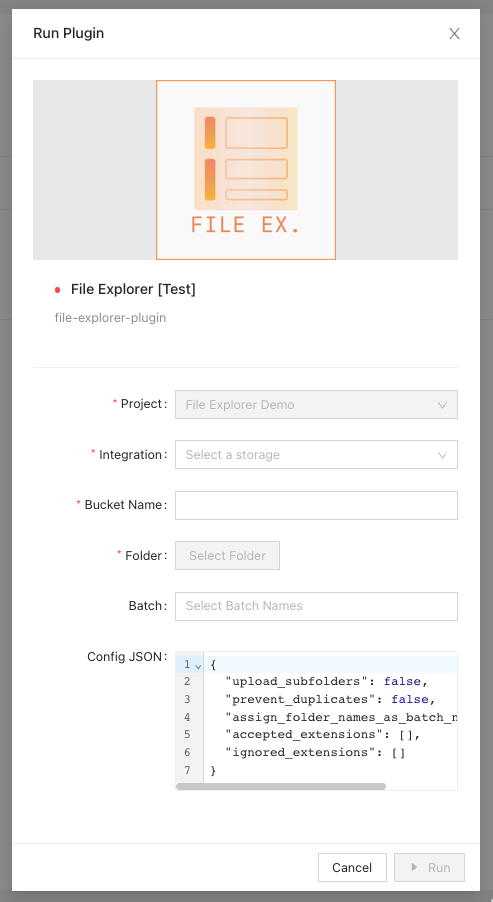 Run Plugin
FILE EX.
File Explorer [Test]
file-explorer-plugin
* Project: File Explorer Demo
* Integration: Select a storage
* Bucket Name:
* Folder: Select Folder
Batch: Select Batch Names
Config JSON:
1 {
2 "upload_subfolders": false,
3 "prevent_duplicates": false,
4 "assign_folder_names_as_batch_n
5 "accepted_extensions": [],
6 "ignored_extensions": []
7 }
Cancel Run